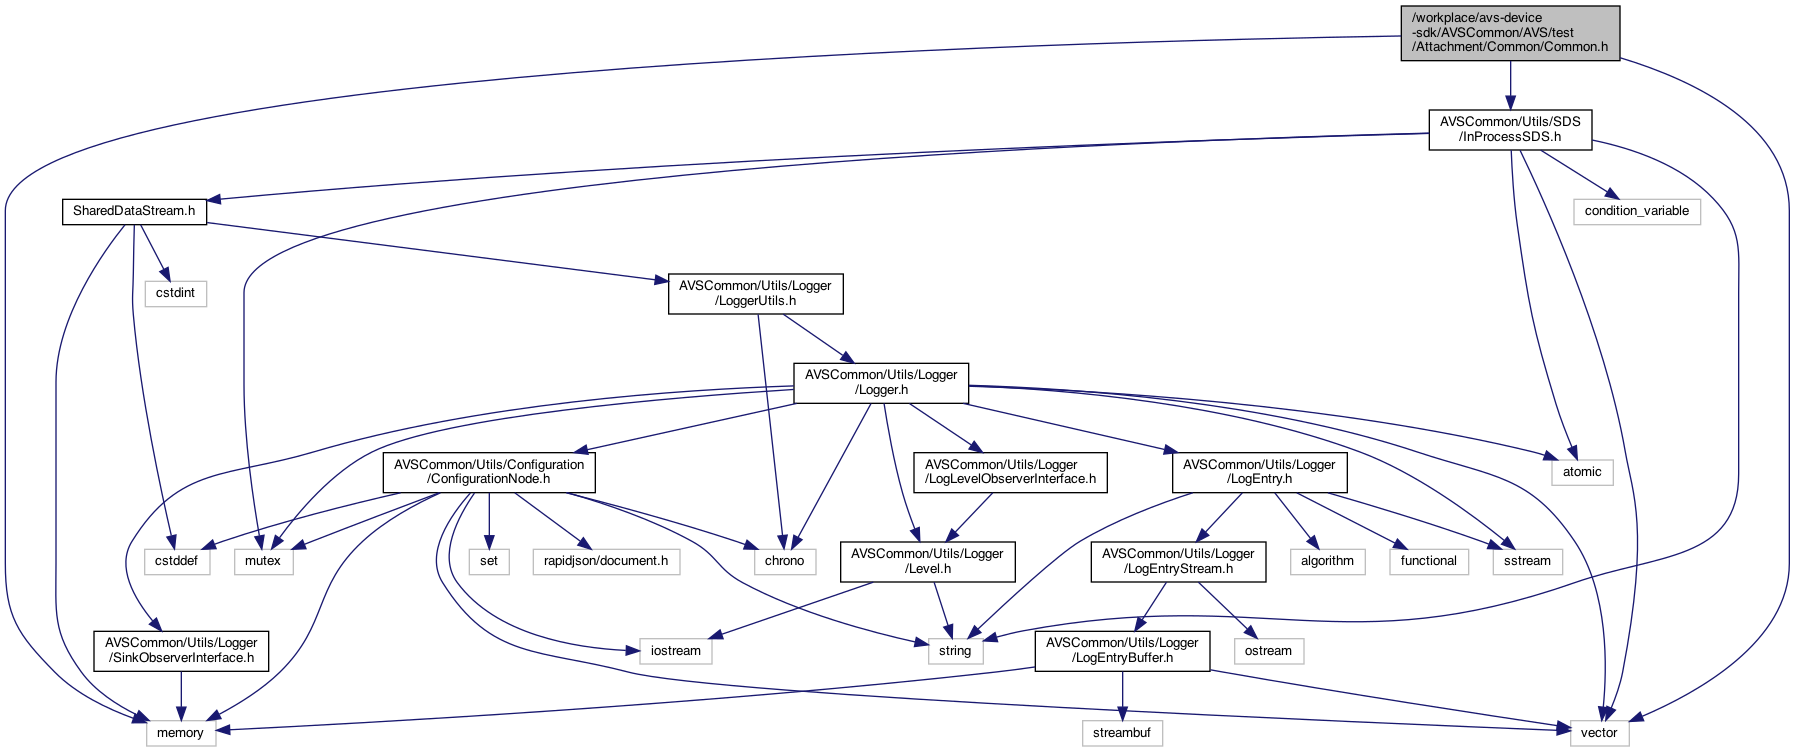 /workplace/avs-device
-sdk/AVSCommon/AVS/test
/Attachment/Common/Common.h
AVSCommon/Utils/SDS
/InProcessSDS.h
SharedDataStream.h
condition_variable
cstdint
AVSCommon/Utils/Logger
/LoggerUtils.h
AVSCommon/Utils/Logger
/Logger.h
AVSCommon/Utils/Configuration
/ConfigurationNode.h
AVSCommon/Utils/Logger
/LogLevelObserverInterface.h
AVSCommon/Utils/Logger
/LogEntry.h
atomic
cstddef
mutex
set
rapidjson/document.h
chrono
AVSCommon/Utils/Logger
/Level.h
AVSCommon/Utils/Logger
/LogEntryStream.h
algorithm
functional
sstream
AVSCommon/Utils/Logger
/SinkObserverInterface.h
iostream
string
AVSCommon/Utils/Logger
/LogEntryBuffer.h
ostream
memory
streambuf
vector